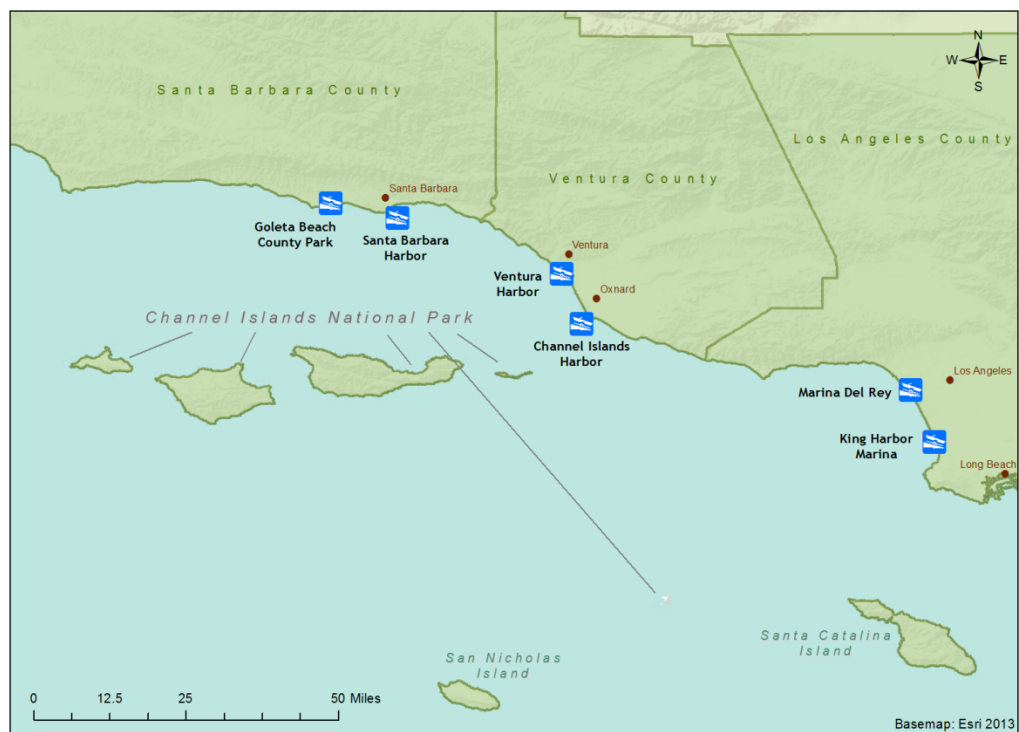 N
W E
S
Santa Barbara County
Los Angeles County
Ventura County
Santa Barbara
Goleta Beach
County Park
Santa Barbara
Harbor
Ventura
Ventura
Harbor
Oxnard
Channel Islands National Park
Channel Islands
Harbor
Los Angeles
Marina Del Rey
King Harbor
Marina
Long Beach
Santa Catalina
Island
San Nicholas
Island
0 12.5 25 50 Miles
Basemap: Esri 2013